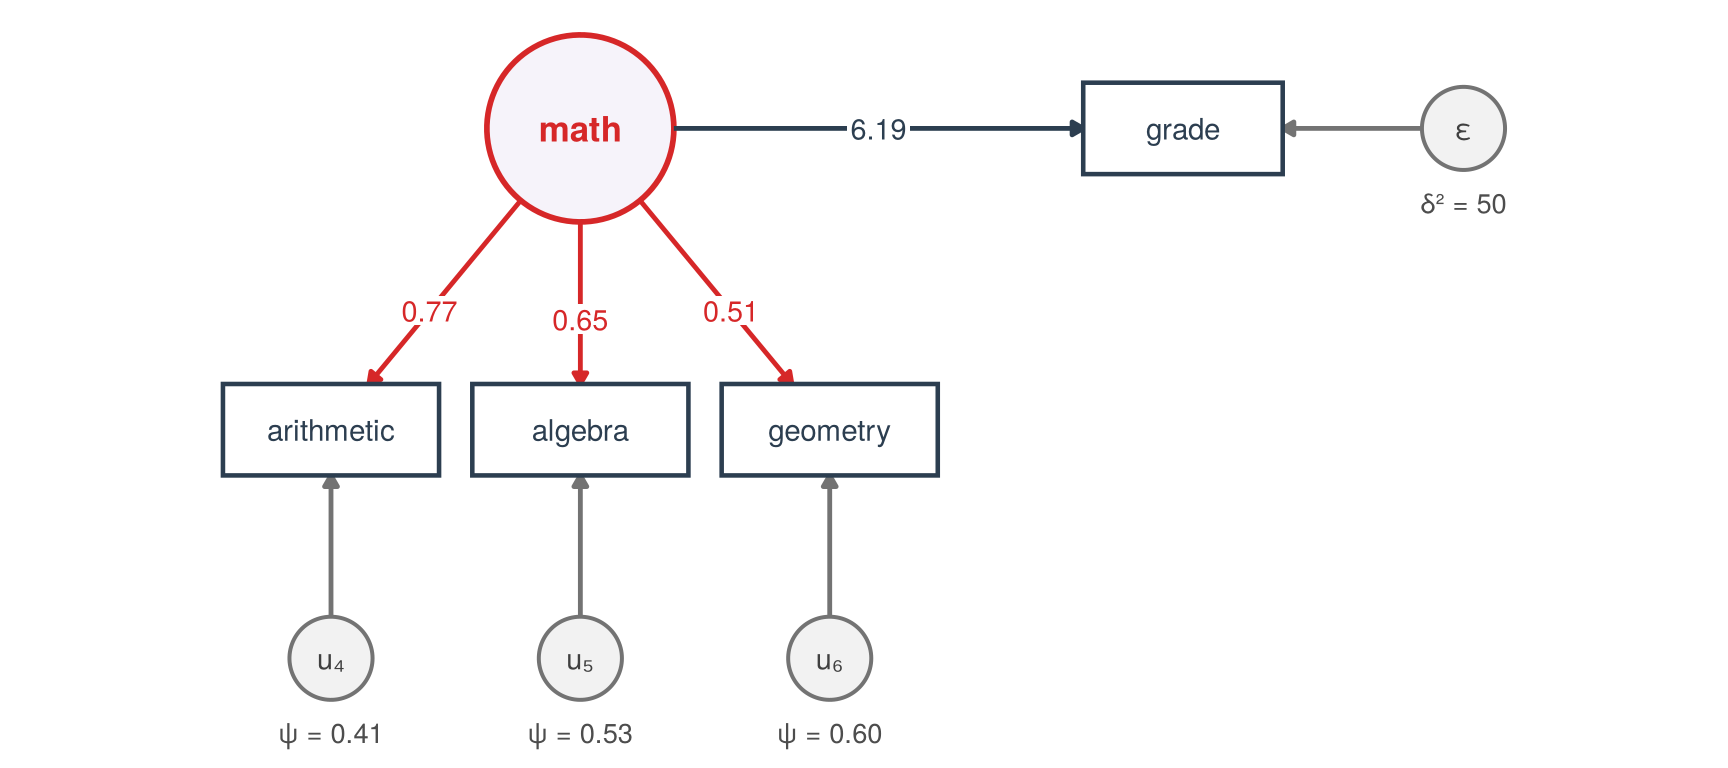 math
6.19
grade
ε
δ² = 50
0.77
0.65
0.51
arithmetic
algebra
geometry
u₄
u₅
u₆
ψ = 0.41
ψ = 0.53
ψ = 0.60